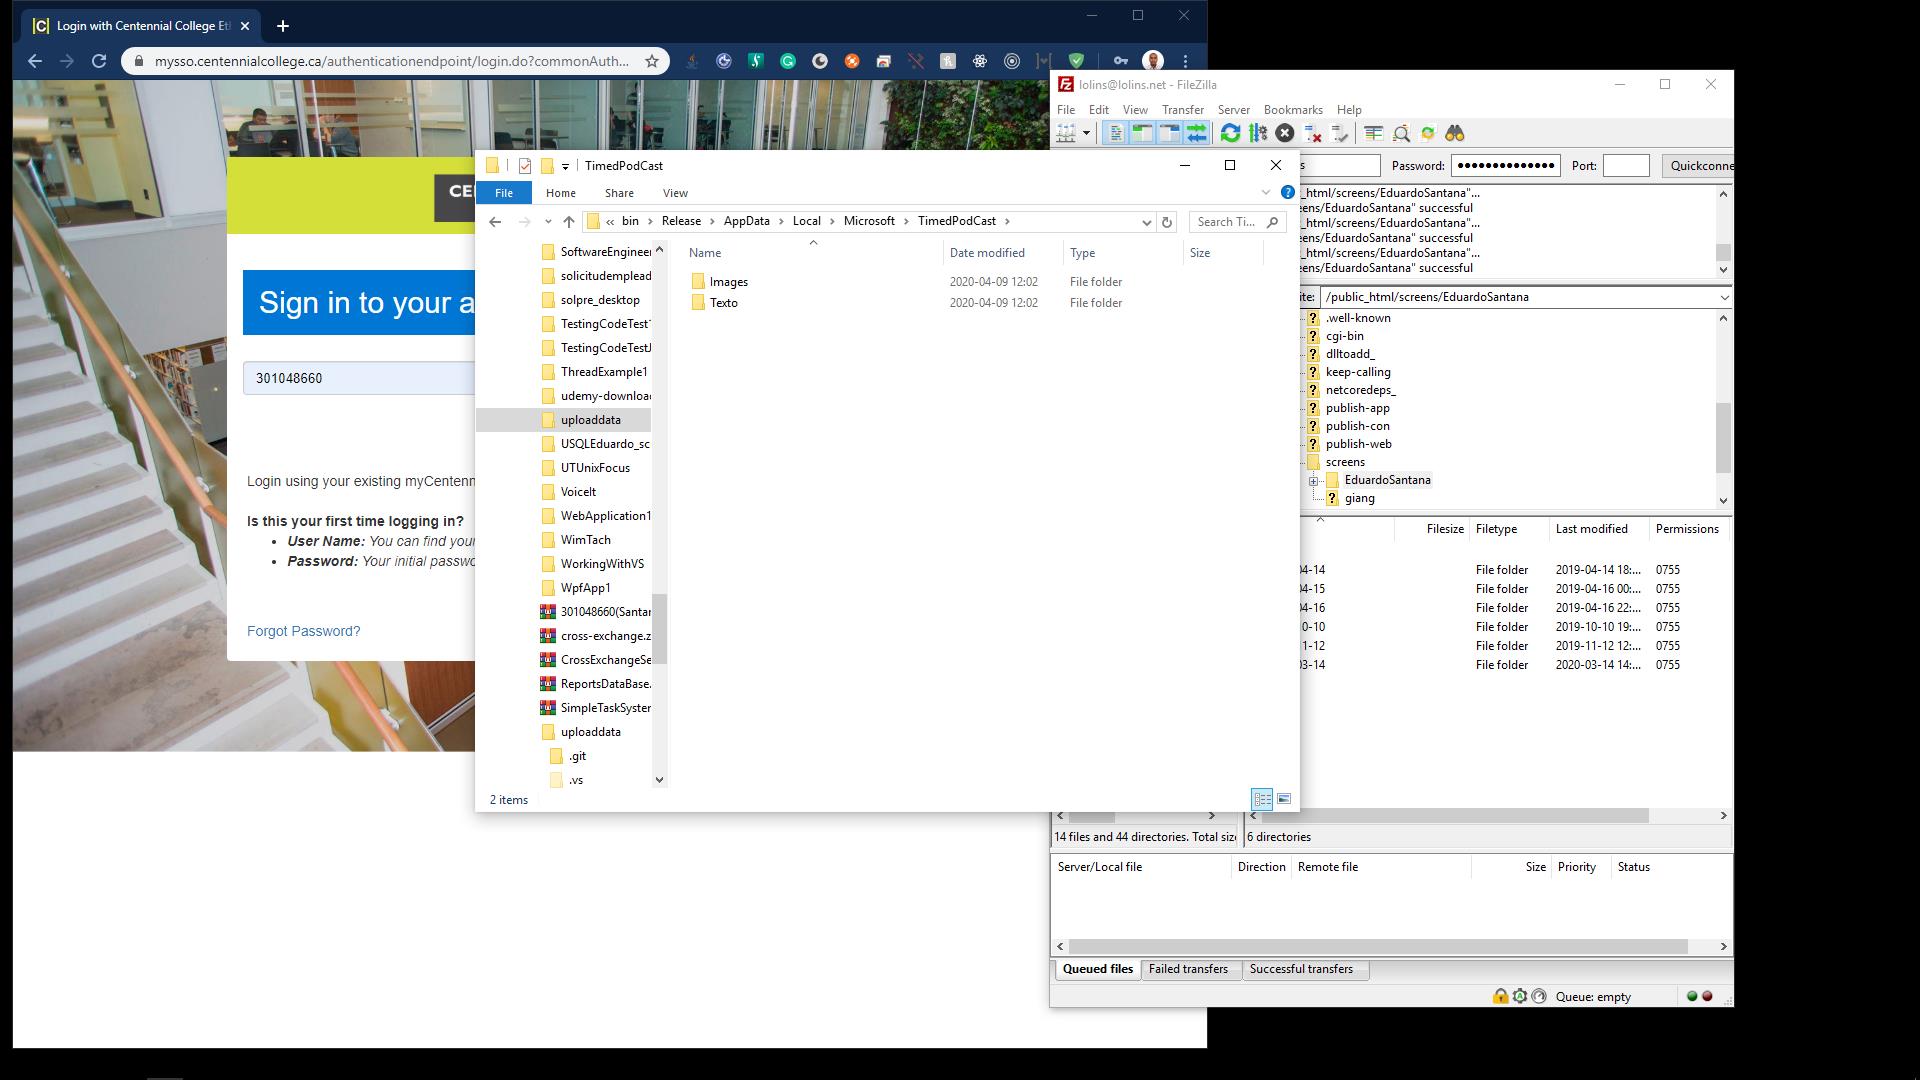 Login with Centennial College Et
mysso.centennialcollege.ca/authenticationendpoint/login.do?commonAuth...
Sign in to your a
301048660
Login using your existing myCentenn
Is this your first time logging in?
User Name: You can find your
Password: Your initial passwo
Forgot Password?
TimedPodCast
File Home Share View
« bin > Release > AppData > Local > Microsoft > TimedPodCast >
Search Ti...
SoftwareEngineer
solicitudemplead
solpre_desktop
TestingCodeTest
TestingCodeTestJ
ThreadExample1
udemy-download
uploaddata
USQLEduardo_sc
UTUnixFocus
VoiceIt
WebApplication1
WimTach
WorkingWithVS
WpfApp1
301048660(Santan
cross-exchange.z
CrossExchangeSe
ReportsDataBase.
SimpleTaskSyster
uploaddata
.git
.vs
Name Date modified Type Size
Images 2020-04-09 12:02 File folder
Texto 2020-04-09 12:02 File folder
2 items
lolins@lolins.net - FileZilla
File Edit View Transfer Server Bookmarks Help
Password: Port: Quickconne
_html/screens/EduardoSantana"...
eens/EduardoSantana" successful
_html/screens/EduardoSantana"...
eens/EduardoSantana" successful
_html/screens/EduardoSantana"...
eens/EduardoSantana" successful
ite: /public_html/screens/EduardoSantana
.well-known
cgi-bin
dlltoadd_
keep-calling
netcoredeps_
publish-app
publish-con
publish-web
screens
EduardoSantana
giang
Filesize Filetype Last modified Permissions
04-14 File folder 2019-04-14 18:... 0755
04-15 File folder 2019-04-16 00:... 0755
04-16 File folder 2019-04-16 22:... 0755
10-10 File folder 2019-10-10 19:... 0755
11-12 File folder 2019-11-12 12:... 0755
03-14 File folder 2020-03-14 14:... 0755
14 files and 44 directories. Total size
6 directories
Server/Local file Direction Remote file Size Priority Status
Queued files Failed transfers Successful transfers
Queue: empty